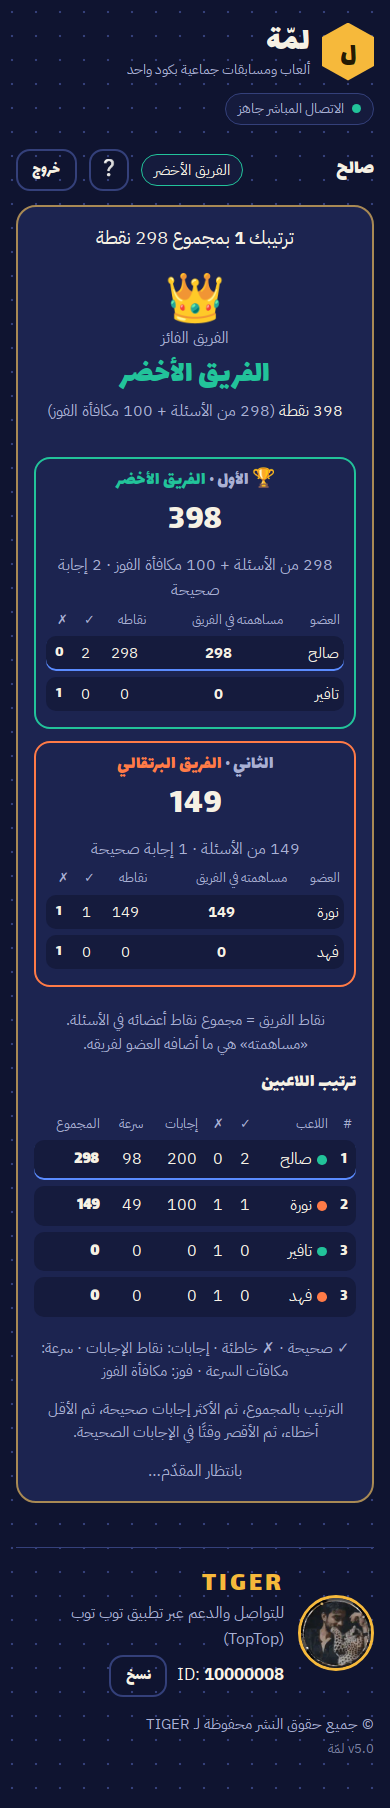 ل
لمّة
ألعاب ومسابقات جماعية بكود واحد
الاتصال المباشر جاهز
صالح
الفريق الأخضر
?
خروج
ترتيبك 1 بمجموع 298 نقطة
الفريق الفائز
الفريق الأخضر
398 نقطة (298 من الأسئلة + 100 مكافأة الفوز)
الأول · الفريق الأخضر
398
298 من الأسئلة + 100 مكافأة الفوز · 2 إجابة
صحيحة
العضو مساهمته في الفريق نقاطه ✓ ✗
صالح 298 298 2 0
تافير 0 0 0 1
الثاني · الفريق البرتقالي
149
149 من الأسئلة · 1 إجابة صحيحة
العضو مساهمته في الفريق نقاطه ✓ ✗
نورة 149 149 1 1
فهد 0 0 0 1
نقاط الفريق = مجموع نقاط أعضائه في الأسئلة.
«مساهمته» هي ما أضافه العضو لفريقه.
ترتيب اللاعبين
# اللاعب ✓ ✗ إجابات سرعة المجموع
1 صالح 2 0 200 98 298
2 نورة 1 1 100 49 149
3 تافير 0 1 0 0 0
3 فهد 0 1 0 0 0
✓ صحيحة · ✗ خاطئة · إجابات: نقاط الإجابات · سرعة:
مكافآت السرعة · فوز: مكافأة الفوز
الترتيب بالمجموع، ثم الأكثر إجابات صحيحة، ثم الأقل
أخطاء، ثم الأقصر وقتًا في الإجابات الصحيحة.
بانتظار المقدّم...
TIGER
للتواصل والدعم عبر تطبيق توب توب
(TopTop)
ID: 10000008
نسخ
© جميع حقوق النشر محفوظة لـ TIGER
لمّة v5.0